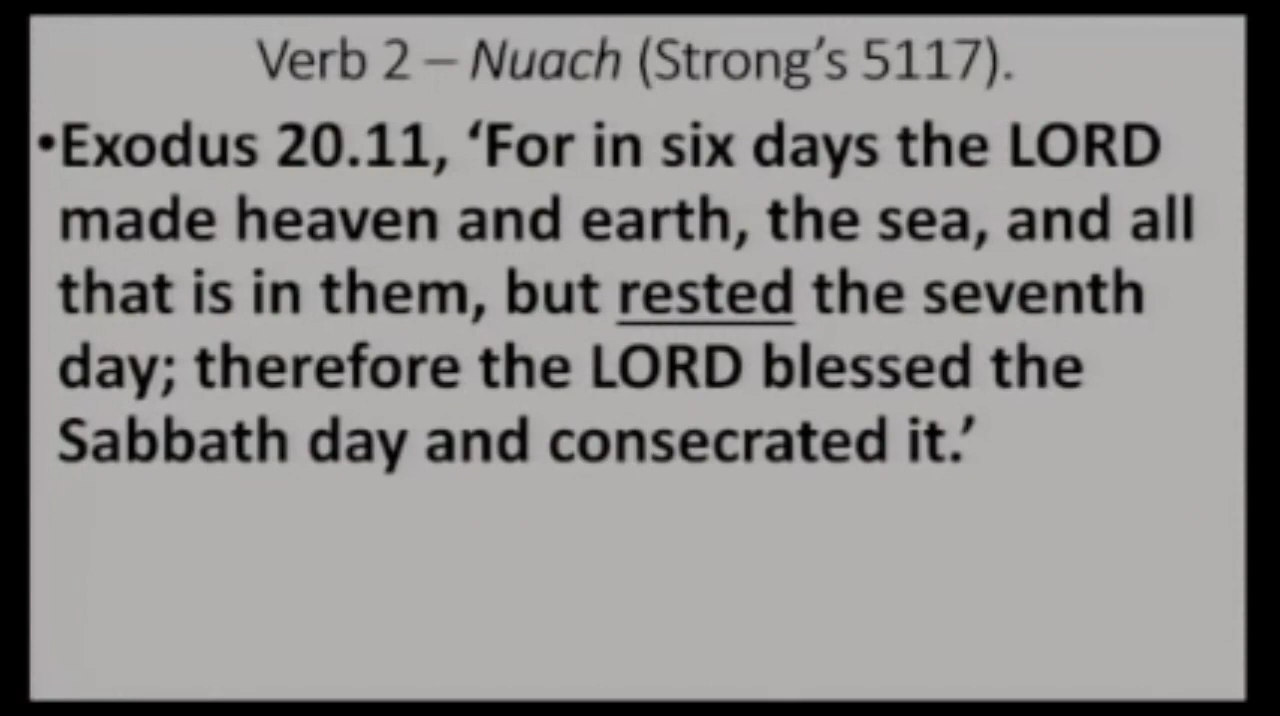 Verb 2 – Nuach (Strong’s 5117).
•Exodus 20.11, ‘For in six days the LORD
made heaven and earth, the sea, and all
that is in them, but rested the seventh
day; therefore the LORD blessed the
Sabbath day and consecrated it.’